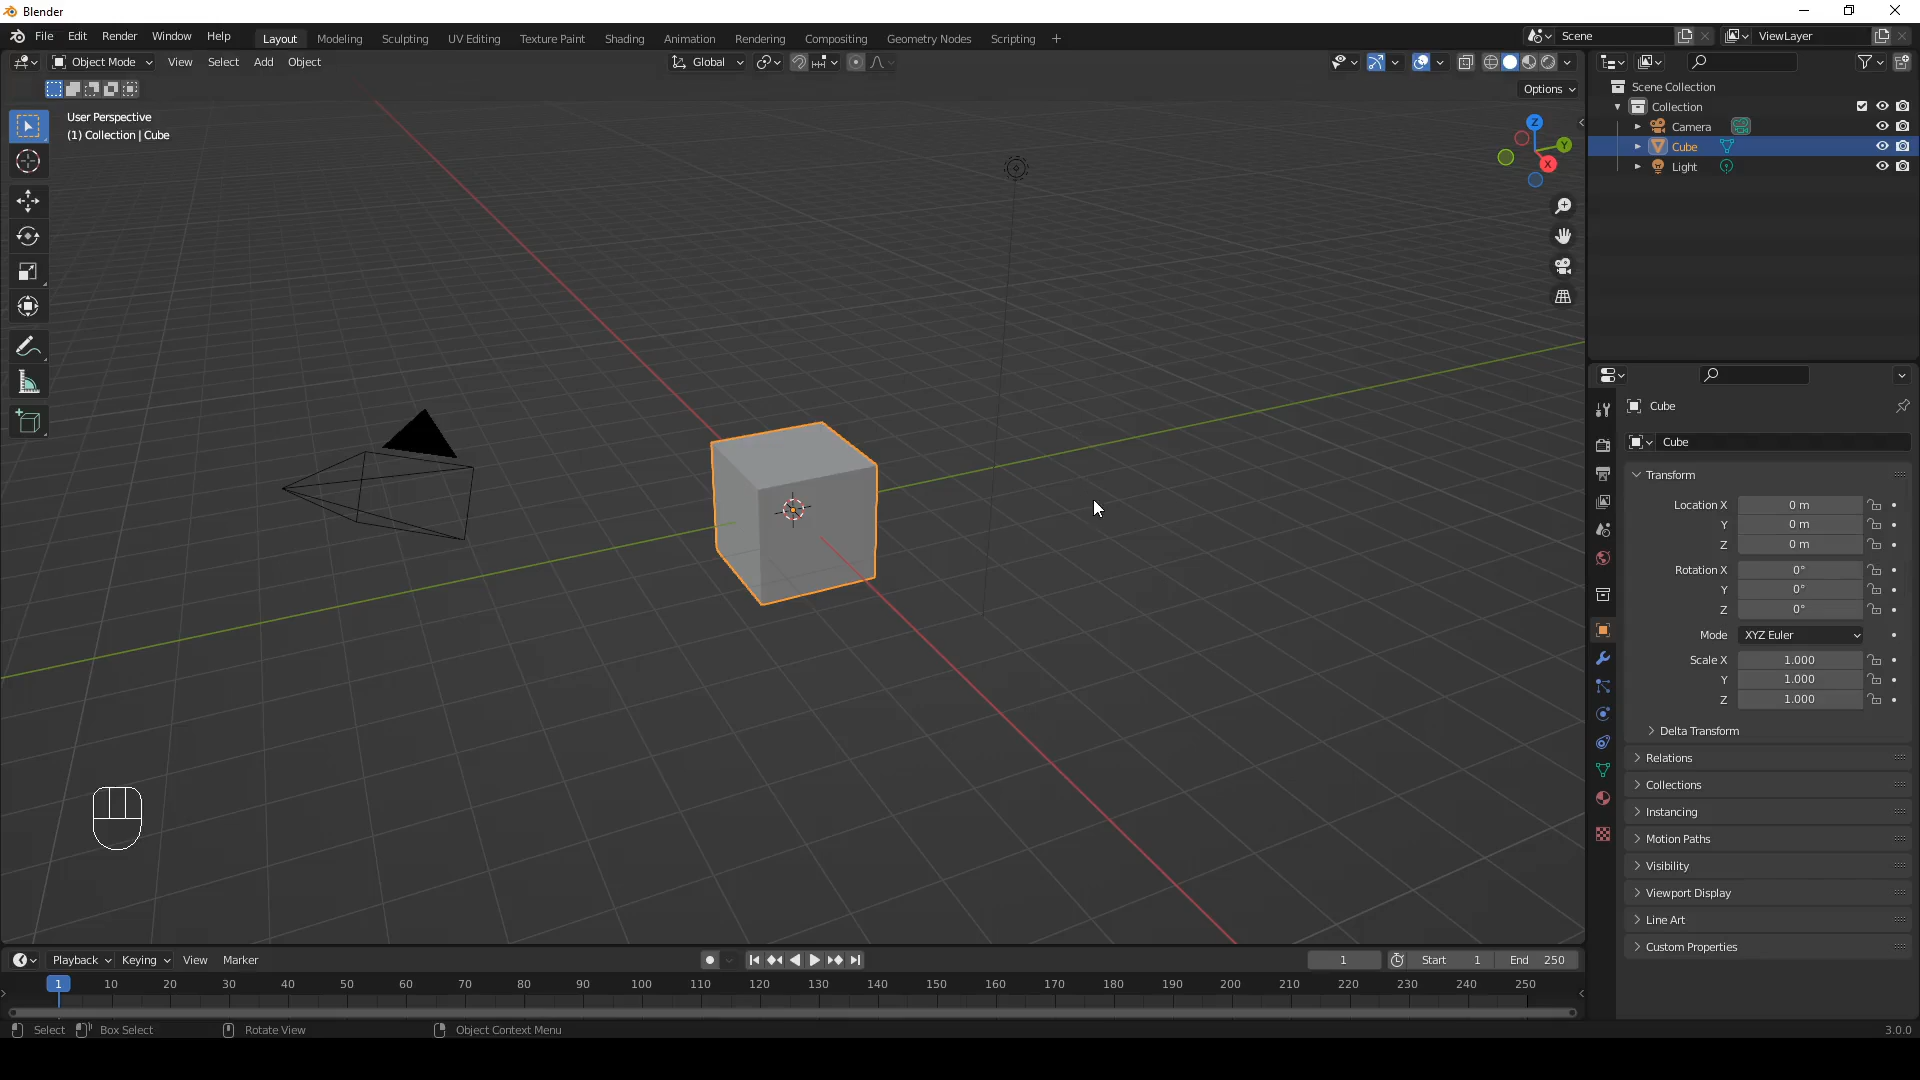 Blender
File Edit Render Window Help Layout Modeling Sculpting UV Editing Texture Paint Shading Animation Rendering Compositing Geometry Nodes Scripting + Scene ViewLayer
Object Mode View Select Add Object Global
Options
User Perspective
(1) Collection | Cube
Z
Y
X
Scene Collection
Collection
Camera
Cube
Light
Cube
Cube
Transform
Location X 0 m
Y 0 m
Z 0 m
Rotation X 0°
Y 0°
Z 0°
Mode XYZ Euler
Scale X 1.000
Y 1.000
Z 1.000
Delta Transform
Relations
Collections
Instancing
Motion Paths
Visibility
Viewport Display
Line Art
Custom Properties
Playback Keying View Marker 1 Start 1 End 250
1 10 20 30 40 50 60 70 80 90 100 110 120 130 140 150 160 170 180 190 200 210 220 230 240 250
Select Box Select Rotate View Object Context Menu 3.0.0